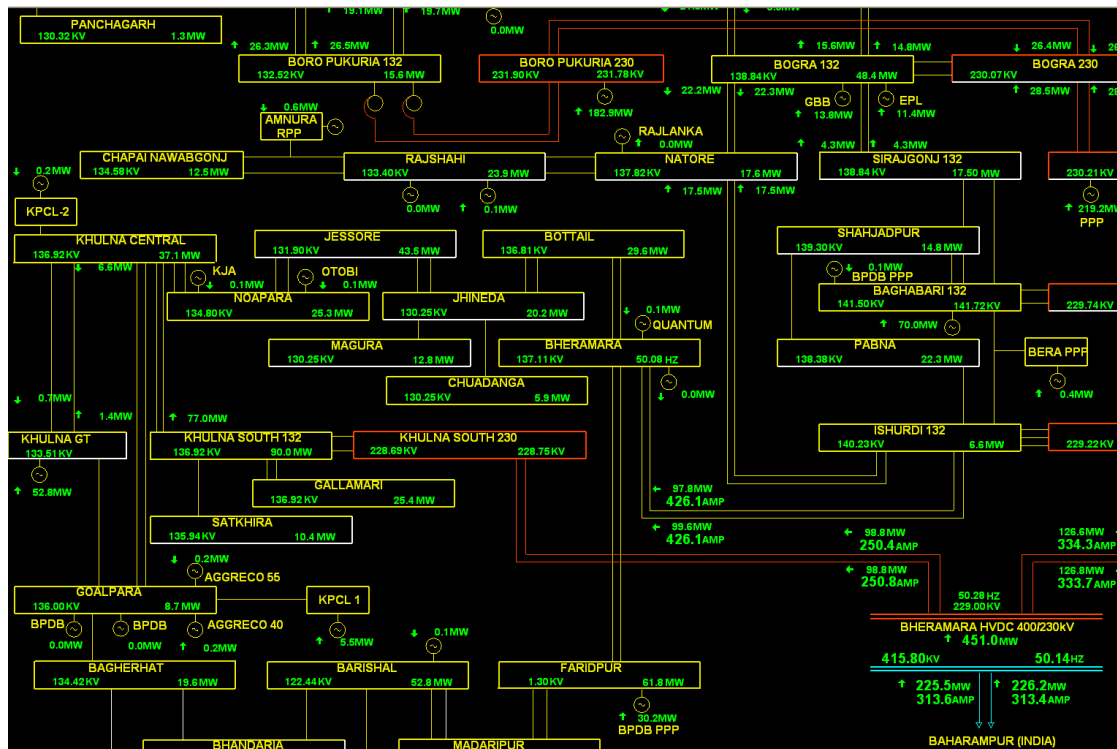 19.1MW 19.7MW
PANCHAGARH
130.32KV 1.3MW
0.0MW
26.3MW 26.5MW
BORO PUKURIA 132
132.52KV 15.6MW
BORO PUKURIA 230
231.90KV 231.78KV
15.6MW 14.8MW
BOGRA 132
138.84KV 48.4MW
26.4MW
BOGRA 230
230.07KV
22.2MW 22.3MW
28.5MW
182.9MW
GBB
13.8MW
EPL
11.4MW
0.6MW
AMNURA
RPP
RAJLANKA
0.0MW
4.3MW 4.3MW
CHAPAI NAWABGONJ
134.58KV 12.5MW
RAJSHAHI
133.40KV 23.9MW
NATORE
137.82KV 17.6MW
SIRAJGONJ 132
138.84KV 17.50MW
230.21KV
0.2MW
0.0MW
0.1MW
17.5MW 17.5MW
219.2MW
PPP
KPCL-2
KHULNA CENTRAL
136.92KV 37.1MW
JESSORE
131.90KV 43.5MW
BOTTAIL
136.81KV 29.6MW
SHAHJADPUR
139.30KV 14.8MW
6.6MW
KJA
0.1MW
OTOBI
0.1MW
0.1MW
BPDB PPP
NOAPARA
134.80KV 25.3MW
JHINEDA
130.25KV 20.2MW
BAGHABARI 132
141.50KV 141.72KV
229.74KV
0.1MW
QUANTUM
70.0MW
MAGURA
130.25KV 12.8MW
BHERAMARA
137.11KV 50.08HZ
PABNA
138.38KV 22.3MW
BERA PPP
CHUADANGA
130.25KV 5.9MW
0.0MW
0.4MW
0.7MW
1.4MW
77.0MW
KHULNA GT
133.51KV
KHULNA SOUTH 132
136.92KV 90.0MW
KHULNA SOUTH 230
228.69KV 228.75KV
ISHURDI 132
140.23KV 6.6MW
229.22KV
52.8MW
GALLAMARI
136.92KV 25.4MW
97.8MW
426.1AMP
SATKHIRA
135.94KV 10.4MW
99.6MW
426.1AMP
98.8MW
250.4AMP
126.6MW
334.3AMP
0.2MW
AGGRECO 55
98.8MW
250.8AMP
126.8MW
333.7AMP
GOALPARA
136.00KV 8.7MW
KPCL 1
50.28HZ
229.00KV
BPDB
0.0MW
BPDB
0.0MW
AGGRECO 40
0.2MW
5.5MW
0.1MW
BHERAMARA HVDC 400/230kV
451.0MW
415.80KV 50.14HZ
BAGHERHAT
134.42KV 19.6MW
BARISHAL
122.44KV 52.8MW
FARIDPUR
1.30KV 61.8MW
225.5MW
313.6AMP
226.2MW
313.4AMP
30.2MW
BPDB PPP
BHANDARIA
MADARIPUR
BAHARAMPUR (INDIA)